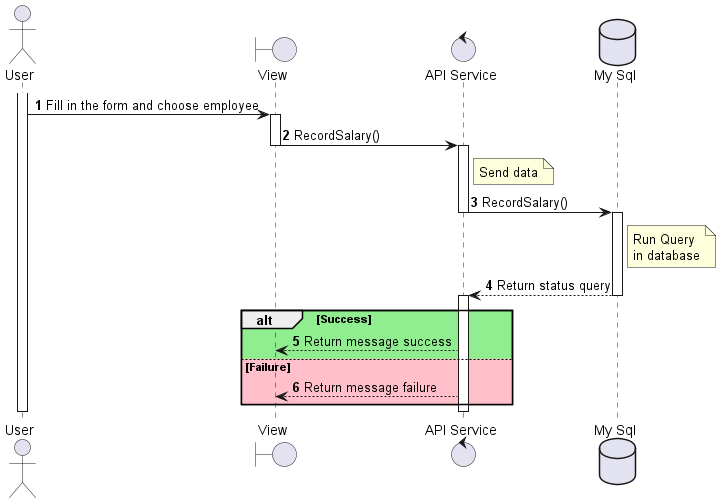 User
View
API Service
My Sql
1 Fill in the form and choose employee
2 RecordSalary()
Send data
3 RecordSalary()
Run Query
in database
4 Return status query
alt [Success]
5 Return message success
[Failure]
6 Return message failure
User
View
API Service
My Sql